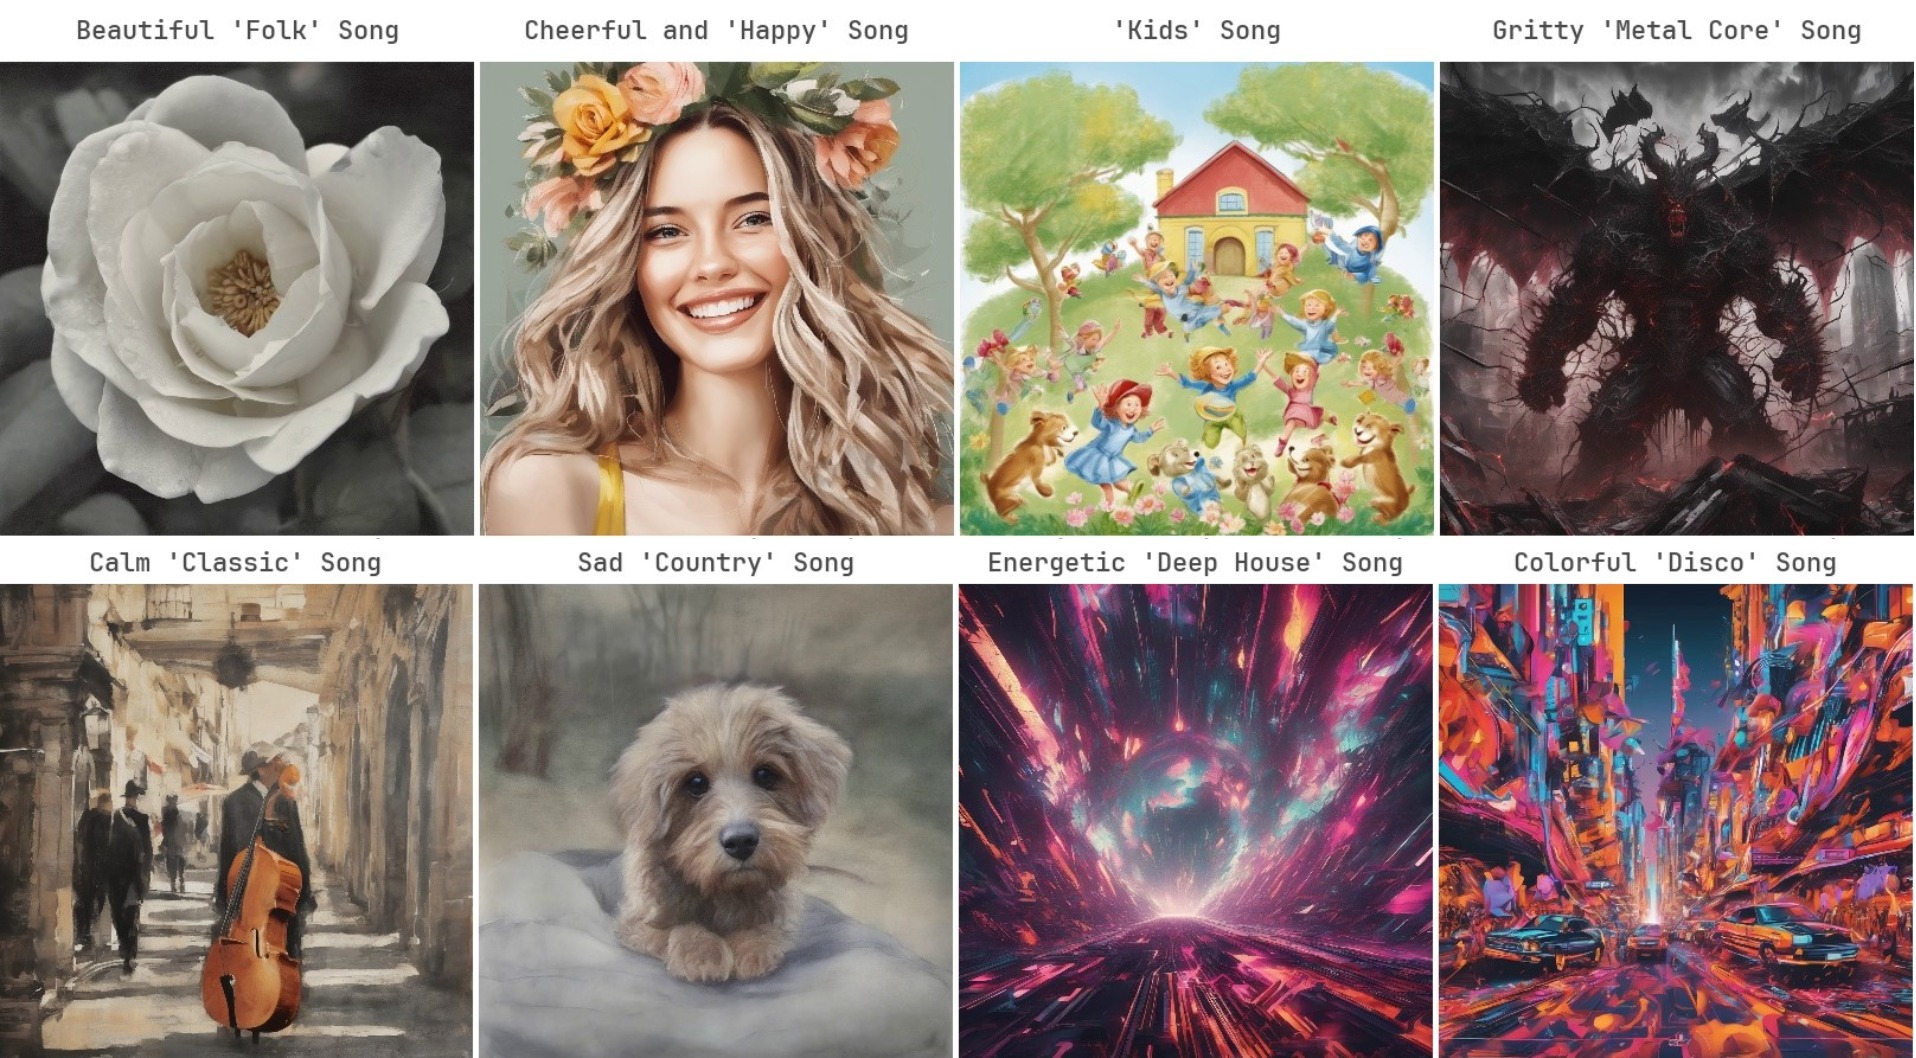 Beautiful 'Folk' Song
Cheerful and 'Happy' Song
'Kids' Song
Gritty 'Metal Core' Song
Calm 'Classic' Song
Sad 'Country' Song
Energetic 'Deep House' Song
Colorful 'Disco' Song